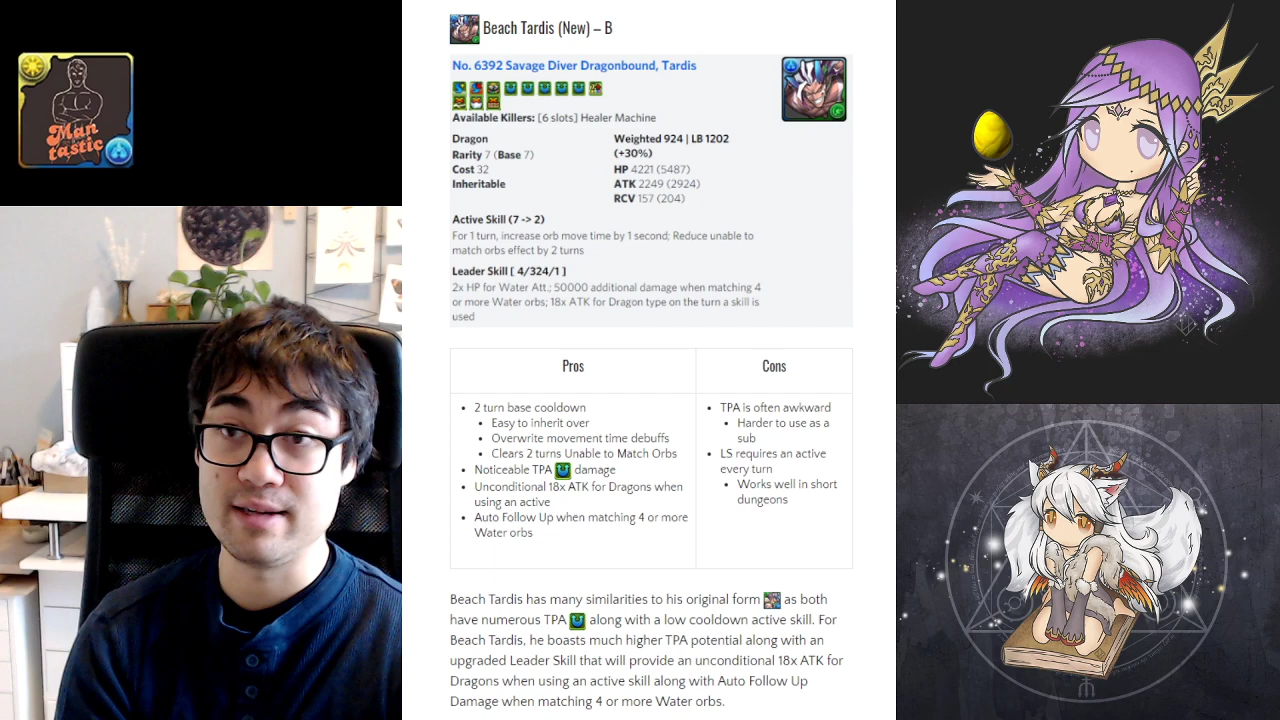 Man
tastic
Beach Tardis (New) – B
No. 6392 Savage Diver Dragonbound, Tardis
Available Killers: [6 slots] Healer Machine
Dragon
Rarity 7 (Base 7)
Cost 32
Inheritable
Weighted 924 | LB 1202
(+30%)
HP 4221 (5487)
ATK 2249 (2924)
RCV 157 (204)
Active Skill (7 -> 2)
For 1 turn, increase orb move time by 1 second; Reduce unable to
match orbs effect by 2 turns
Leader Skill [ 4/324/1 ]
2x HP for Water Att.; 50000 additional damage when matching 4
or more Water orbs; 18x ATK for Dragon type on the turn a skill is
used
Pros
• 2 turn base cooldown
• Easy to inherit over
• Overwrite movement time debuffs
• Clears 2 turns Unable to Match Orbs
• Noticeable TPA damage
• Unconditional 18x ATK for Dragons when
using an active
• Auto Follow Up when matching 4 or more
Water orbs
Cons
• TPA is often awkward
• Harder to use as a
sub
• LS requires an active
every turn
• Works well in short
dungeons
Beach Tardis has many similarities to his original form as both
have numerous TPA along with a low cooldown active skill. For
Beach Tardis, he boasts much higher TPA potential along with an
upgraded Leader Skill that will provide an unconditional 18x ATK for
Dragons when using an active skill along with Auto Follow Up
Damage when matching 4 or more Water orbs.